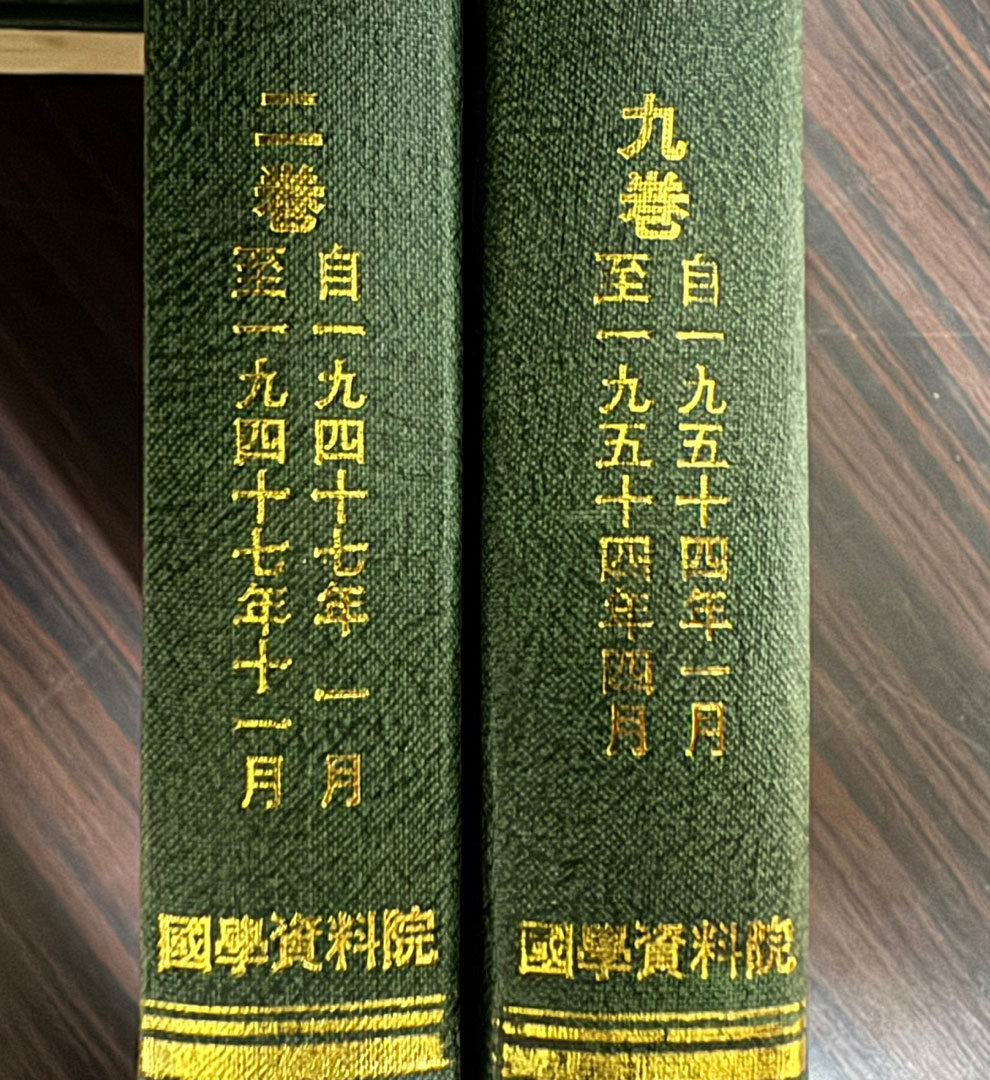 二卷
自一九四十七年一月
至一九四十七年十一月
國學資料院
九卷
自一九五十四年一月
至一九五十四年四月
國學資料院